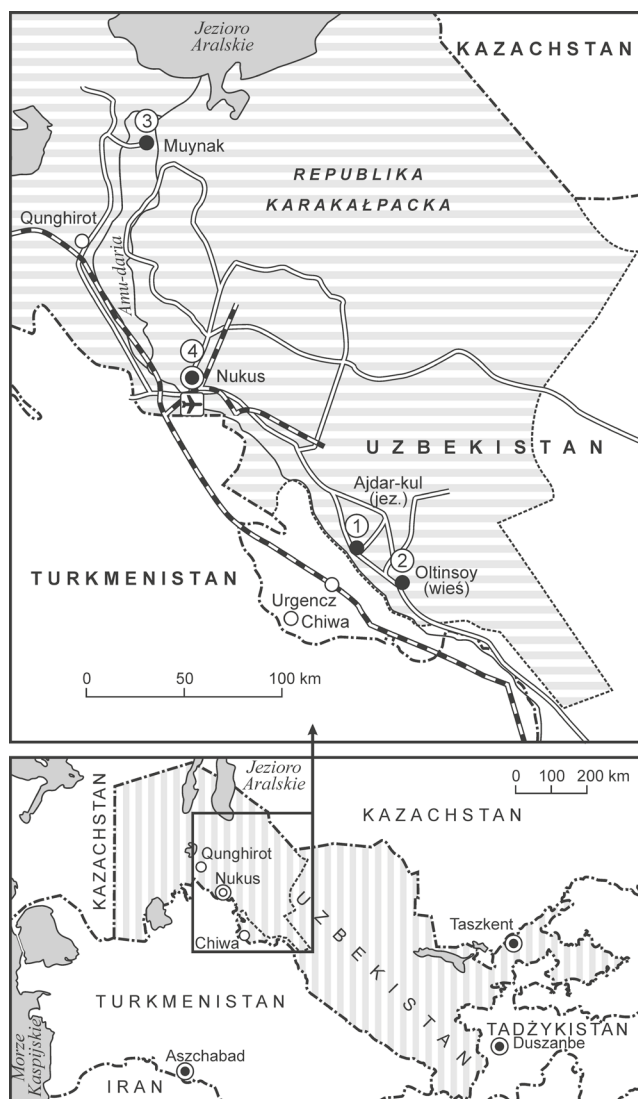 Jezioro
Aralskie
KAZACHSTAN
3
Muynak
REPUBLIKA
KARAKAŁPACKA
Qunghirot
Amu-daria
4
Nukus
UZBEKISTAN
Ajdar-kul
(jez.)
1
2
Oltinsoy
(wieś)
TURKMENISTAN
Urgencz
Chiwa
0 50 100 km
Jezioro
Aralskie
0 100 200 km
KAZACHSTAN
KAZACHSTAN
Qunghirot
Nukus
UZBEKISTAN
Taszkent
Chiwa
TURKMENISTAN
TADŻYKISTAN
Duszanbe
Morze
Kaspijskie
Aszchabad
IRAN